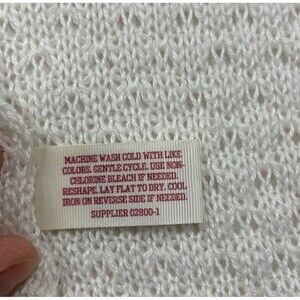 MACHINE WASH COLD WITH LIKE
COLORS. GENTLE CYCLE. USE NON-
CHLORINE BLEACH IF NEEDED.
RESHAPE. LAY FLAT TO DRY. COOL
IRON ON REVERSE SIDE IF NEEDED.
SUPPLIER 02800-1